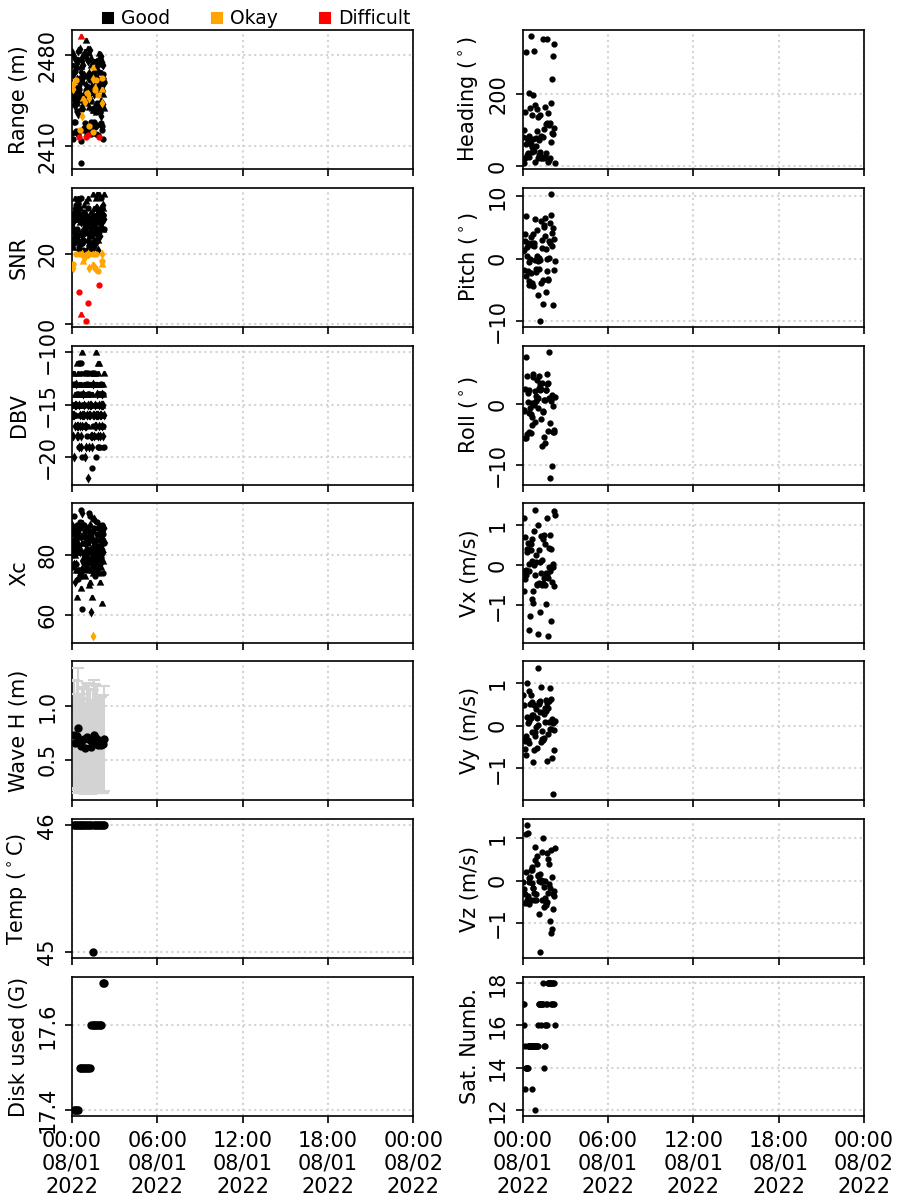 Good Okay Difficult
Range (m)
2480
2410
Heading (°)
200
0
SNR
20
0
Pitch (°)
10
0
−10
DBV
−10
−15
−20
Roll (°)
0
−10
Xc
80
60
Vx (m/s)
1
0
−1
Wave H (m)
1.0
0.5
Vy (m/s)
1
0
−1
Temp (°C)
46
45
Vz (m/s)
1
0
−1
Disk used (G)
17.6
17.4
Sat. Numb.
18
16
14
12
00:00 06:00 12:00 18:00 00:00
08/01 08/01 08/01 08/01 08/02
2022 2022 2022 2022 2022
00:00 06:00 12:00 18:00 00:00
08/01 08/01 08/01 08/01 08/02
2022 2022 2022 2022 2022